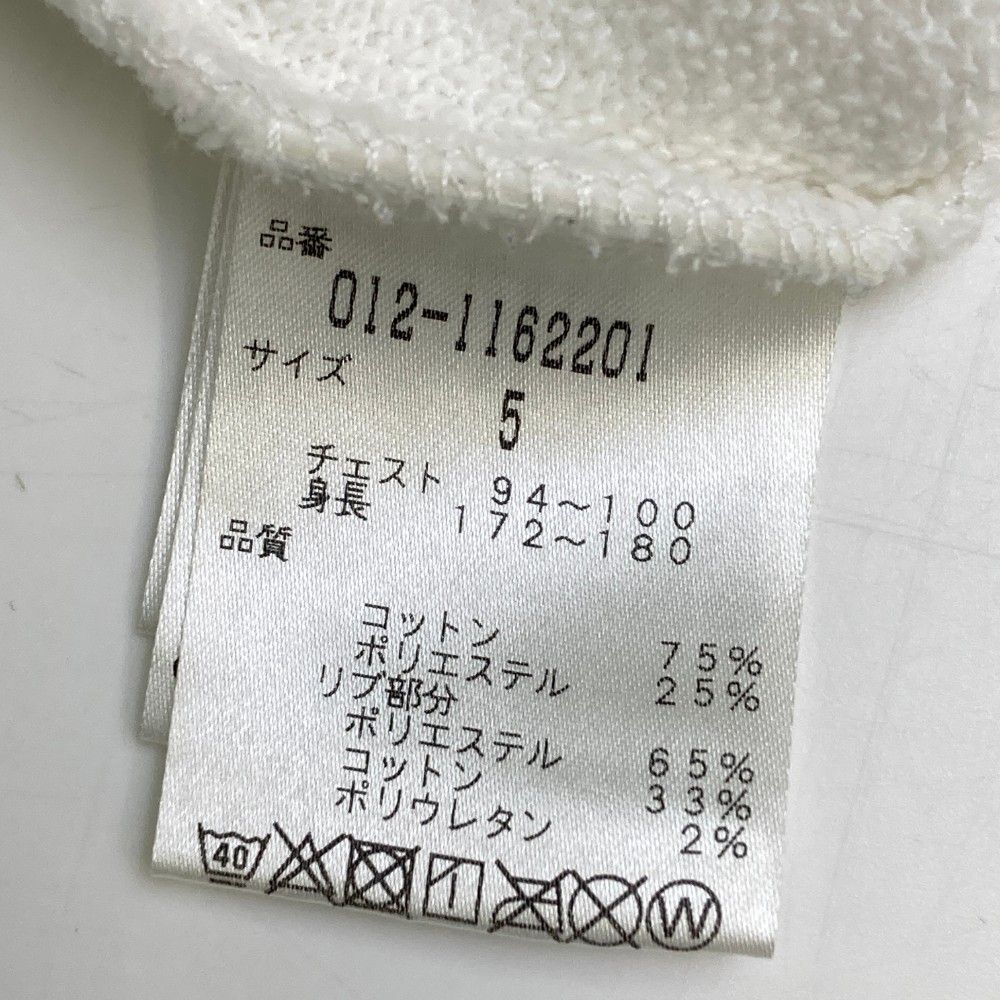 品番
012-1162201
サイズ
5
チェスト 94～100
身長 172～180
品質
コットン 75%
ポリエステル 25%
リブ部分
ポリエステル 65%
コットン 33%
ポリウレタン 2%
40 W